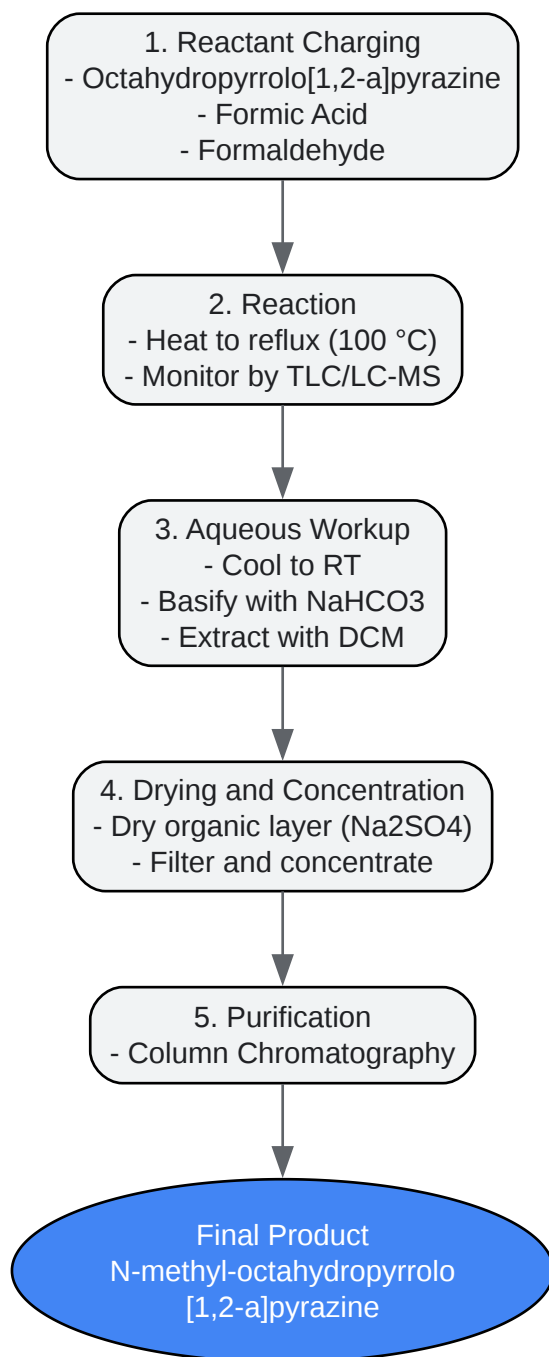 1. Reactant Charging
- Octahydropyrrolo[1,2-a]pyrazine
- Formic Acid
- Formaldehyde
2. Reaction
- Heat to reflux (100 °C)
- Monitor by TLC/LC-MS
3. Aqueous Workup
- Cool to RT
- Basify with NaHCO3
- Extract with DCM
4. Drying and Concentration
- Dry organic layer (Na2SO4)
- Filter and concentrate
5. Purification
- Column Chromatography
Final Product
N-methyl-octahydropyrrolo
[1,2-a]pyrazine